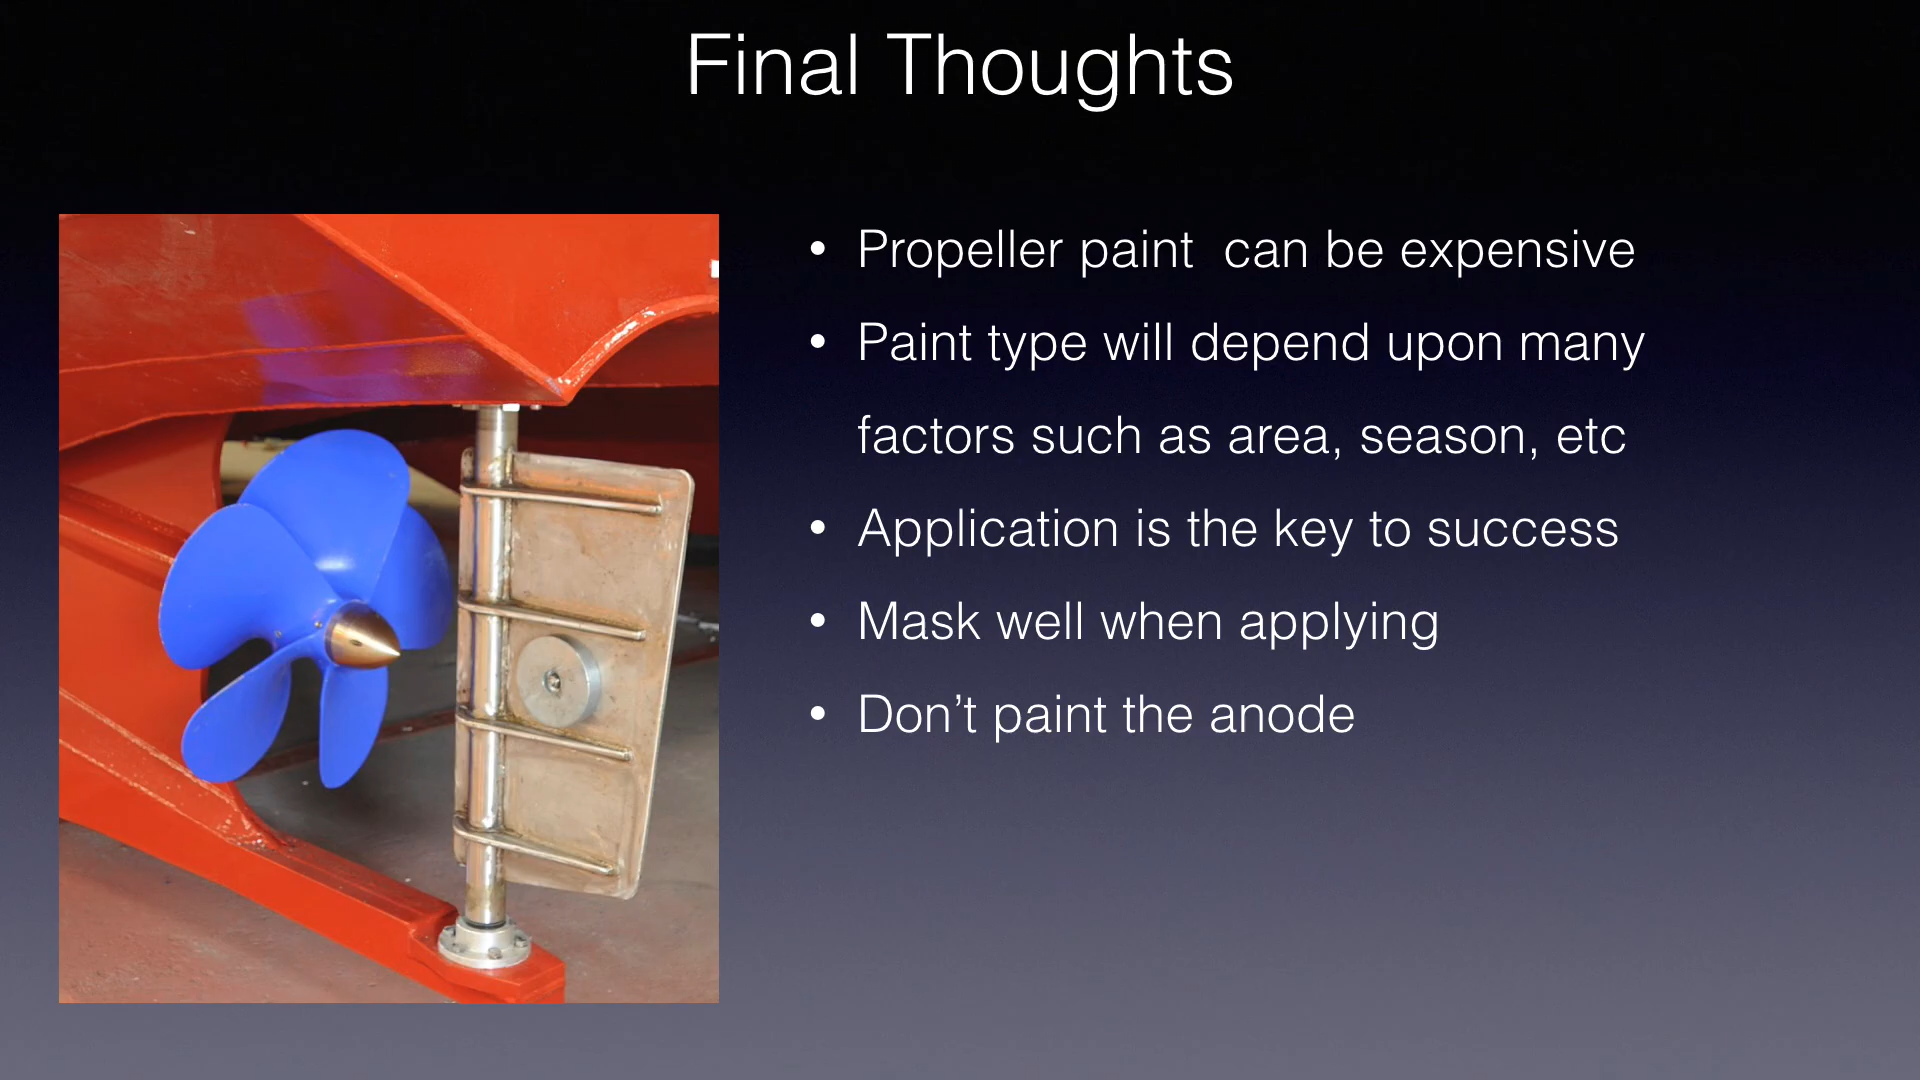 Final Thoughts
• Propeller paint  can be expensive
• Paint type will depend upon many
factors such as area, season, etc
• Application is the key to success
• Mask well when applying
• Don’t paint the anode